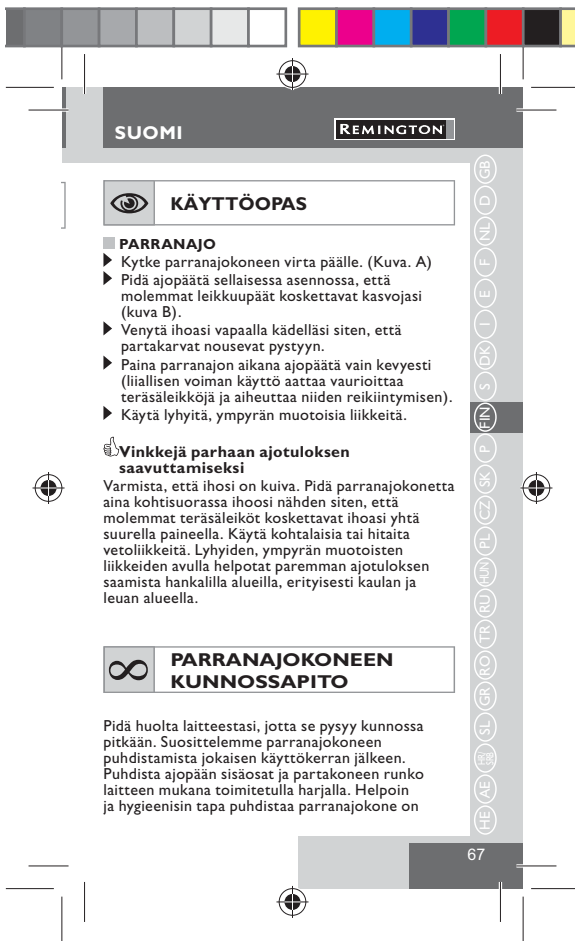 SUOMI
REMINGTON
KÄYTTÖOPAS
PARRANAJO
Kytke parranajokoneen virta päälle. (Kuva. A)
Pidä ajopäätä sellaisessa asennossa, että
molemmat leikkuupäät koskettavat kasvojasi
(kuva B).
Venytä ihoasi vapaalla kädelläsi siten, että
partakarvat nousevat pystyyn.
Paina parranajon aikana ajopäätä vain kevyesti
(liiallisen voiman käyttö aattaa vaurioittaa
teräsäleikköjä ja aiheuttaa niiden reikiintymisen).
Käytä lyhyitä, ympyrän muotoisia liikkeitä.
Vinkkejä parhaan ajotuloksen
saavuttamiseksi
Varmista, että ihosi on kuiva. Pidä parranajokonetta
aina kohtisuorassa ihoosi nähden siten, että
molemmat teräsäleiköt koskettavat ihoasi yhtä
suurella paineella. Käytä kohtalaisia tai hitaita
vetoliikkeitä. Lyhyiden, ympyrän muotoisten
liikkeiden avulla helpotat paremman ajotuloksen
saamista hankalilla alueilla, erityisesti kaulan ja
leuan alueella.
PARRANAJOKONEEN
KUNNOSSAPITO
Pidä huolta laitteestasi, jotta se pysyy kunnossa
pitkään. Suosittelemme parranajokoneen
puhdistamista jokaisen käyttökerran jälkeen.
Puhdista ajopään sisäosat ja partakoneen runko
laitteen mukana toimitetulla harjalla. Helpoin
ja hygieenisin tapa puhdistaa parranajokone on
GB
D
NL
F
E
I
DK
S
FIN
P
SK
CZ
PL
HUN
RU
TR
RO
GR
SL
AE
HE
67